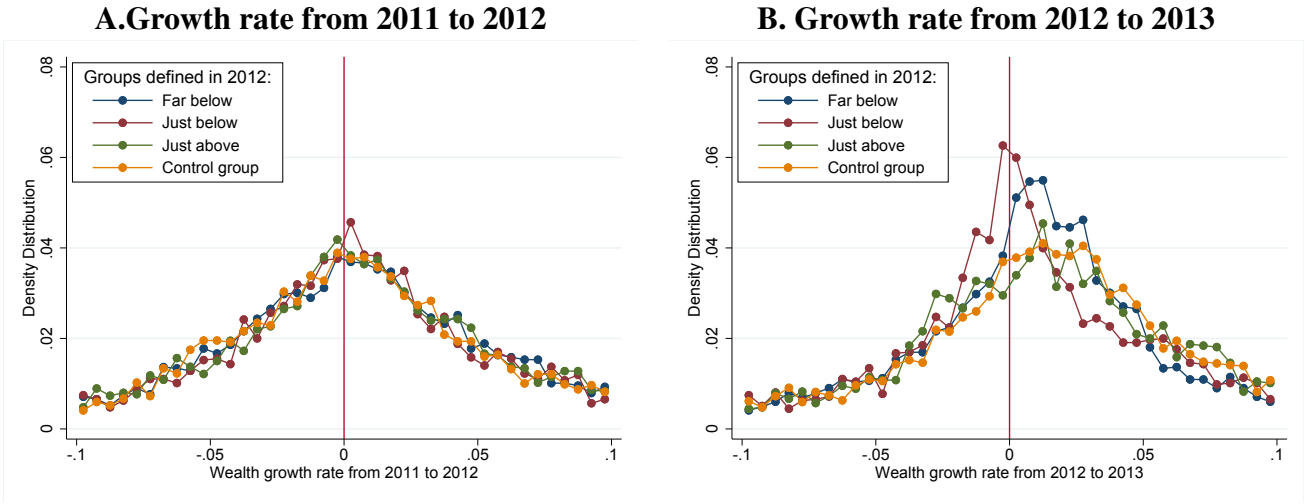 A.Growth rate from 2011 to 2012
.08
.06
.04
.02
0
Density Distribution
Groups defined in 2012:
Far below
Just below
Just above
Control group
-.1
-.05
0
.05
.1
Wealth growth rate from 2011 to 2012
B. Growth rate from 2012 to 2013
.08
.06
.04
.02
0
Density Distribution
Groups defined in 2012:
Far below
Just below
Just above
Control group
-.1
-.05
0
.05
.1
Wealth growth rate from 2012 to 2013